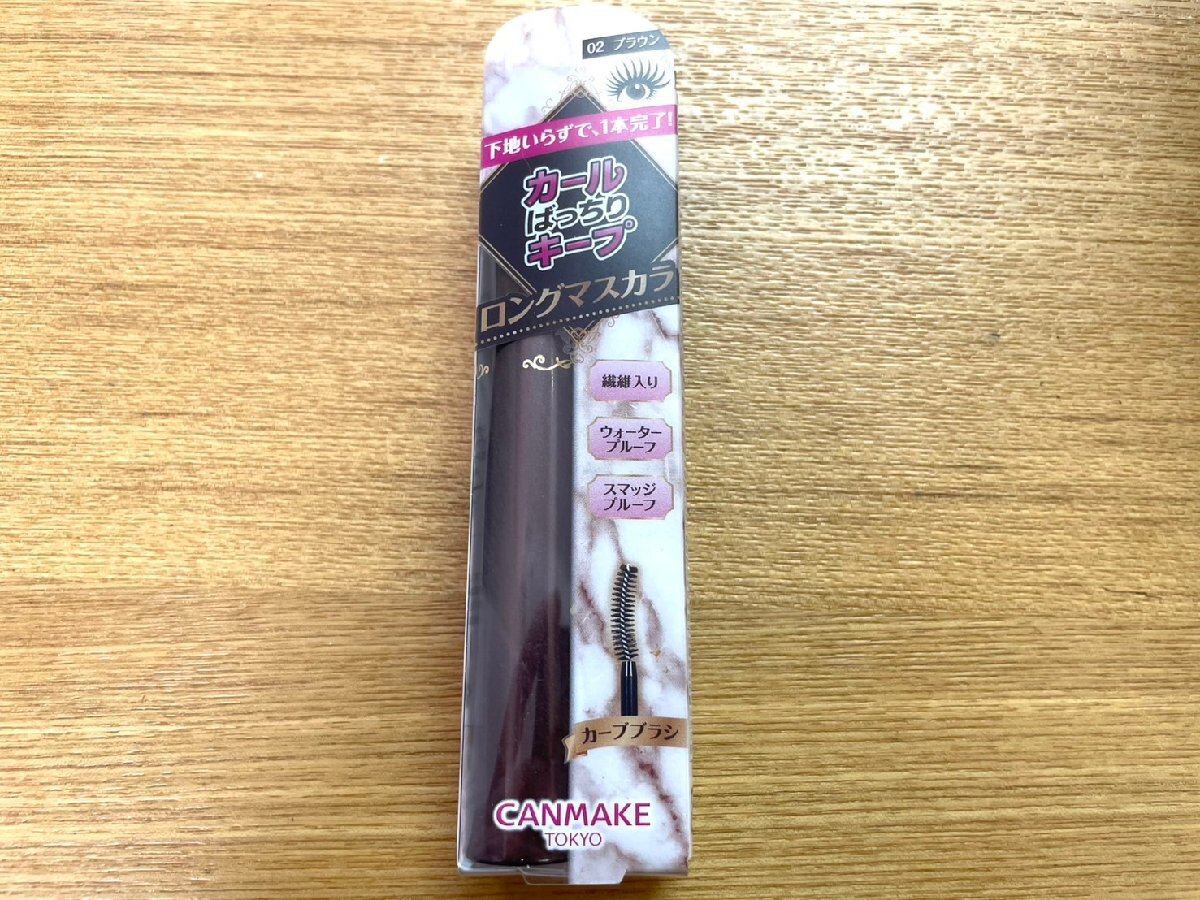 02 ブラウン
下地いらずで、1本完了!
カール
ばっちり
キープ
ロングマスカラ
繊維入り
ウォーター
プルーフ
スマッジ
プルーフ
カーブブラシ
CANMAKE
TOKYO